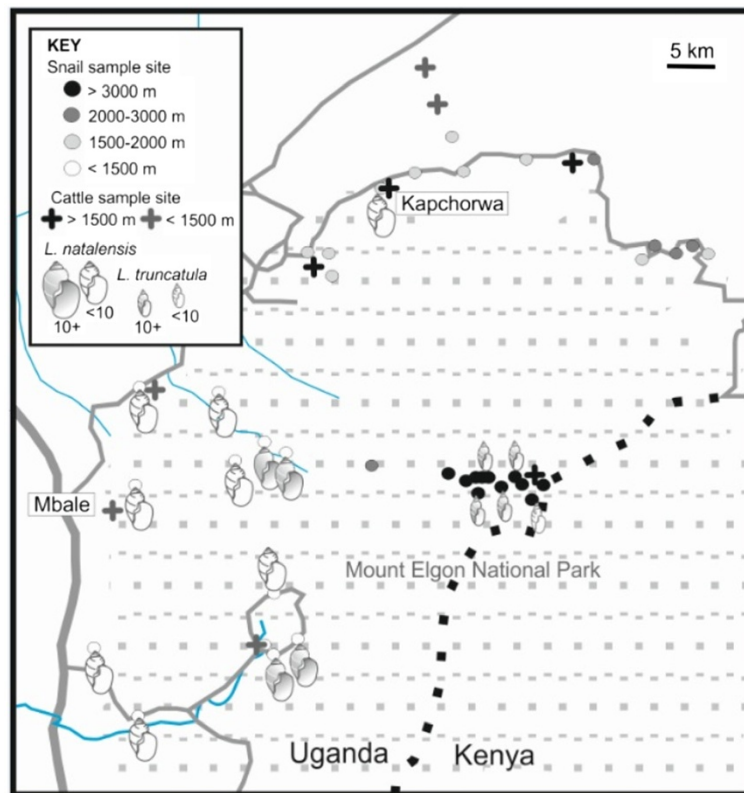 KEY
Snail sample site
> 3000 m
2000-3000 m
1500-2000 m
< 1500 m
Cattle sample site
> 1500 m < 1500 m
L. natalensis
L. truncatula
10+ <10
10+ <10
5 km
Kapchorwa
Mbale
Mount Elgon National Park
Uganda Kenya